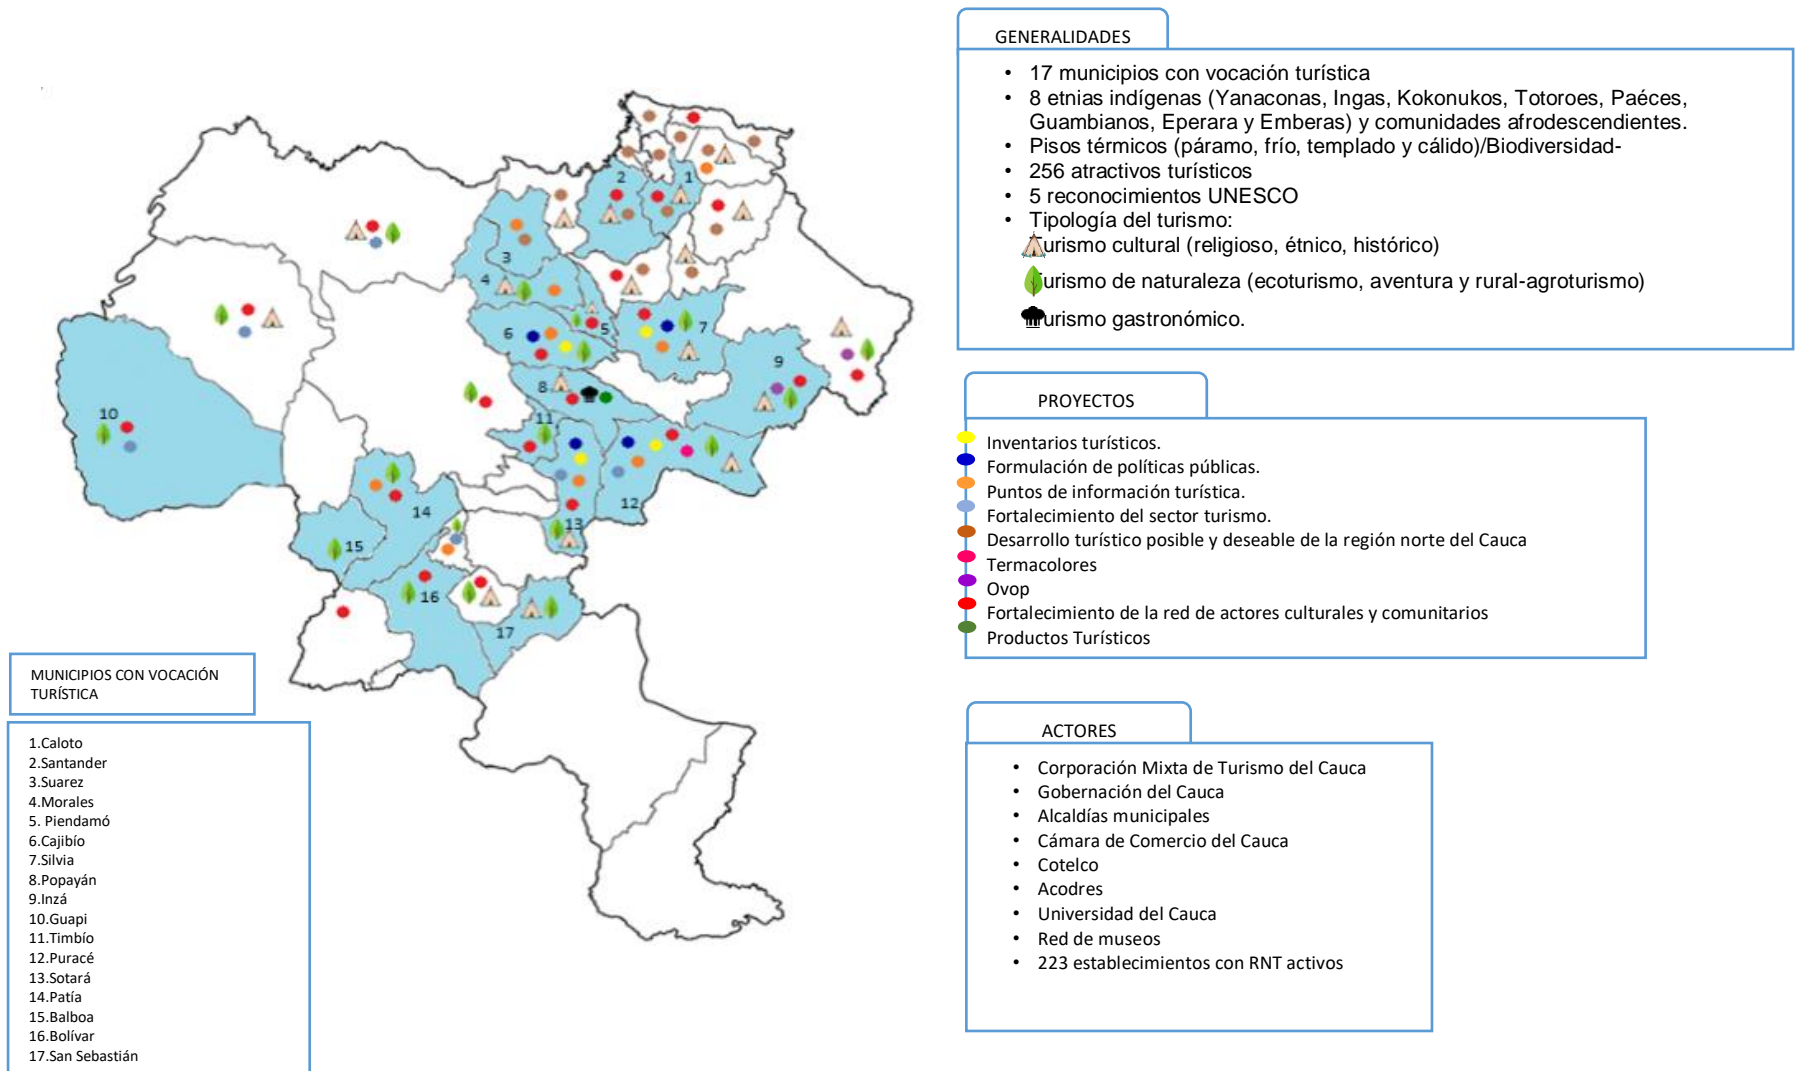 GENERALIDADES
• 17 municipios con vocación turística
• 8 etnias indígenas (Yanaconas, Ingas, Kokonukos, Totoroes, Paéces,
Guambianos, Eperara y Emberas) y comunidades afrodescendientes.
• Pisos térmicos (páramo, frío, templado y cálido)/Biodiversidad-
• 256 atractivos turísticos
• 5 reconocimientos UNESCO
• Tipología del turismo:
Turismo cultural (religioso, étnico, histórico)
urismo de naturaleza (ecoturismo, aventura y rural-agroturismo)
urismo gastronómico.
PROYECTOS
Inventarios turísticos.
Formulación de políticas públicas.
Puntos de información turística.
Fortalecimiento del sector turismo.
Desarrollo turístico posible y deseable de la región norte del Cauca
Termacolores
Ovop
Fortalecimiento de la red de actores culturales y comunitarios
Productos Turísticos
ACTORES
• Corporación Mixta de Turismo del Cauca
• Gobernación del Cauca
• Alcaldías municipales
• Cámara de Comercio del Cauca
• Cotelco
• Acodres
• Universidad del Cauca
• Red de museos
• 223 establecimientos con RNT activos
2
1
3
4
5
6
7
8
9
10
11
12
13
14
15
16
17
MUNICIPIOS CON VOCACIÓN
TURÍSTICA
1.Caloto
2.Santander
3.Suarez
4.Morales
5. Piendamó
6.Cajibío
7.Silvia
8.Popayán
9.Inzá
10.Guapi
11.Timbío
12.Puracé
13.Sotará
14.Patía
15.Balboa
16.Bolívar
17.San Sebastián